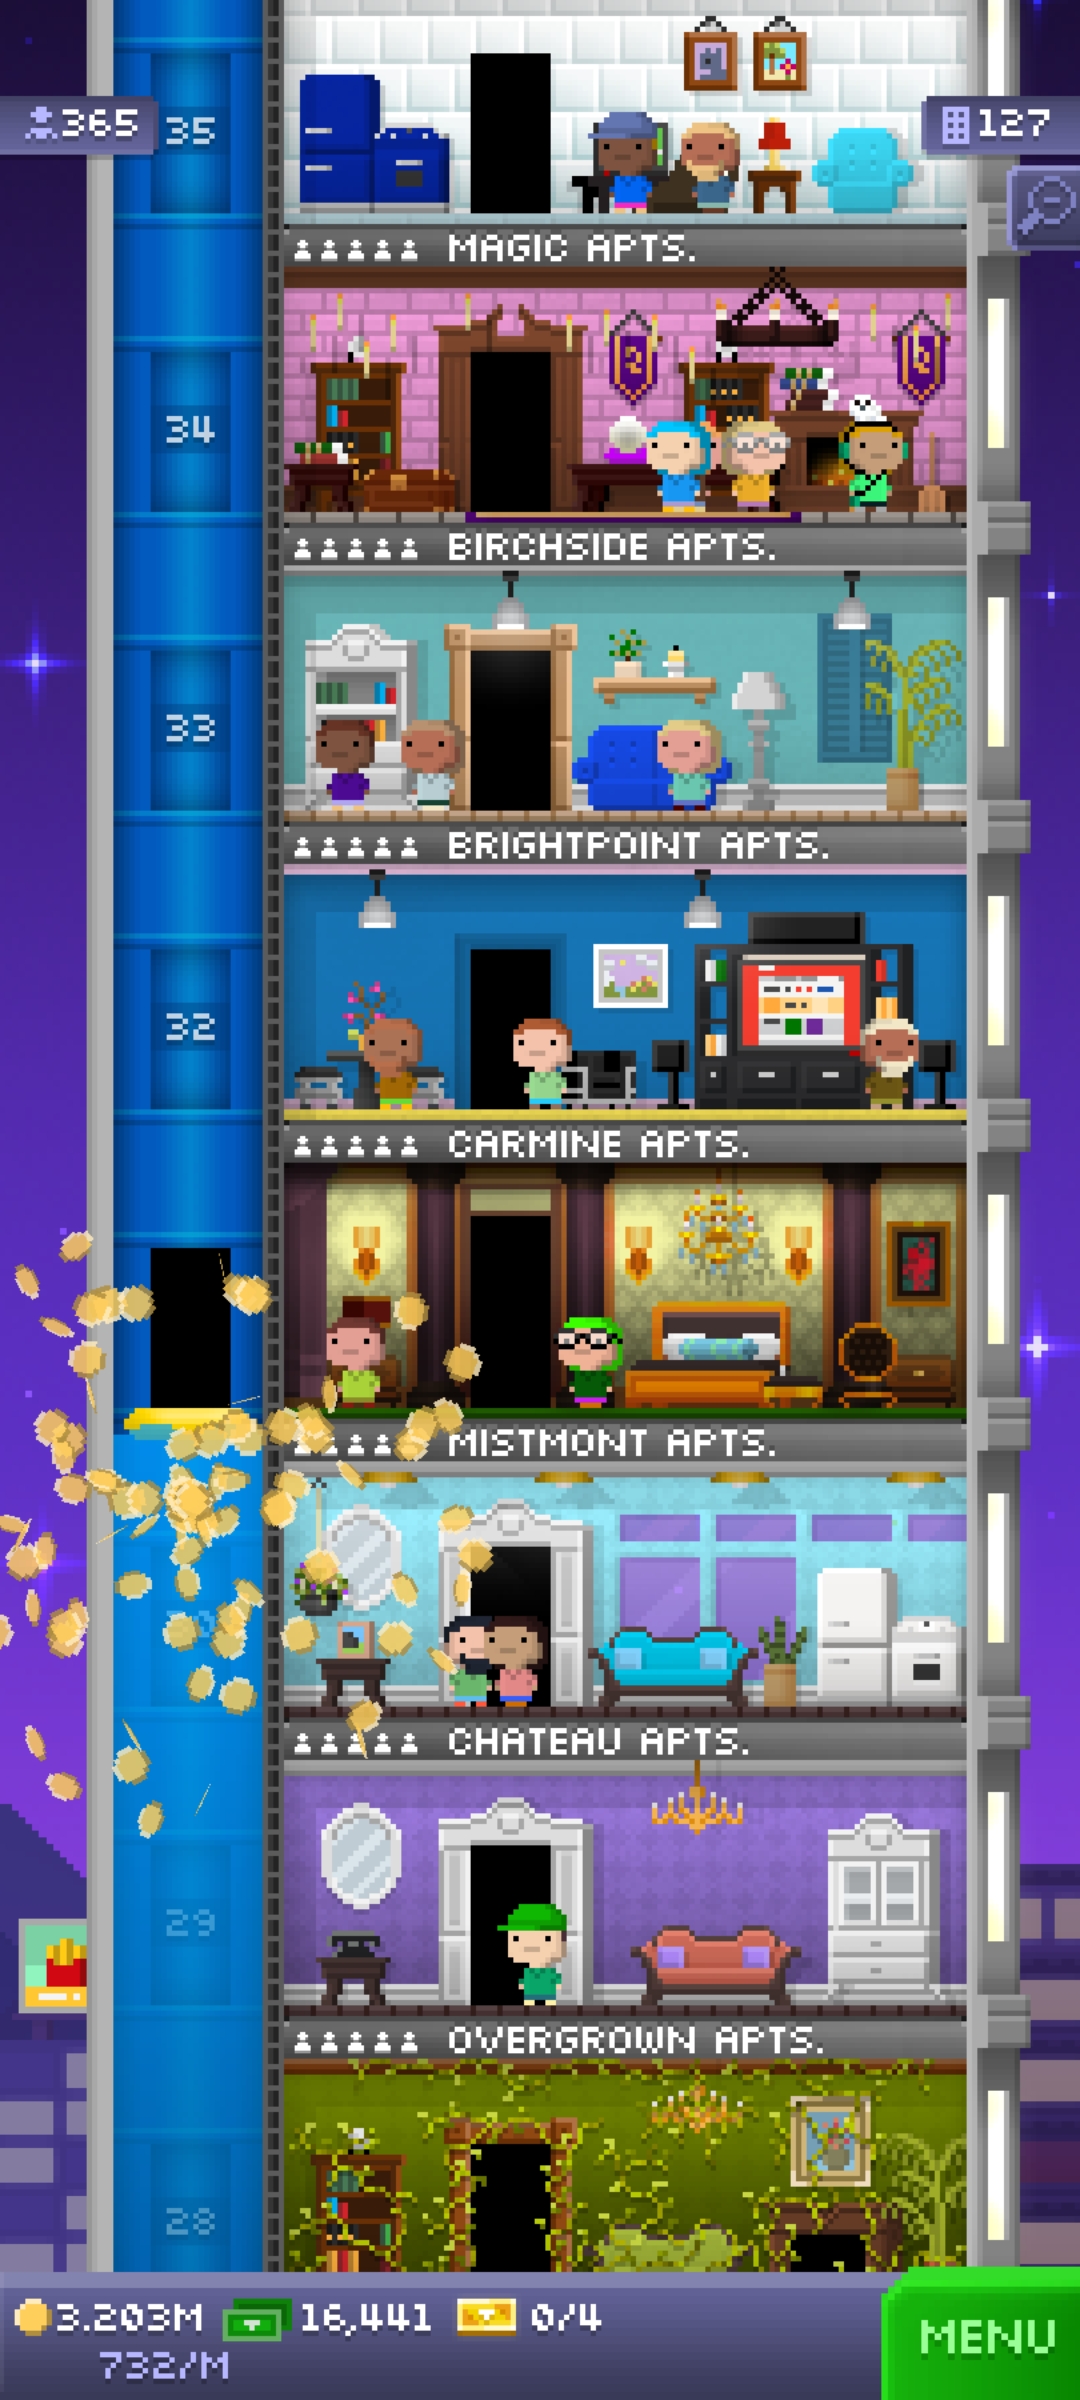 365
35
127
MAGIC APTS.
34
BIRCHSIDE APTS.
33
BRIGHTPOINT APTS.
32
CARMINE APTS.
MISTMONT APTS.
CHATEAU APTS.
29
OVERGROWN APTS.
28
3.203M 16,441 0/4
732/M
MENU